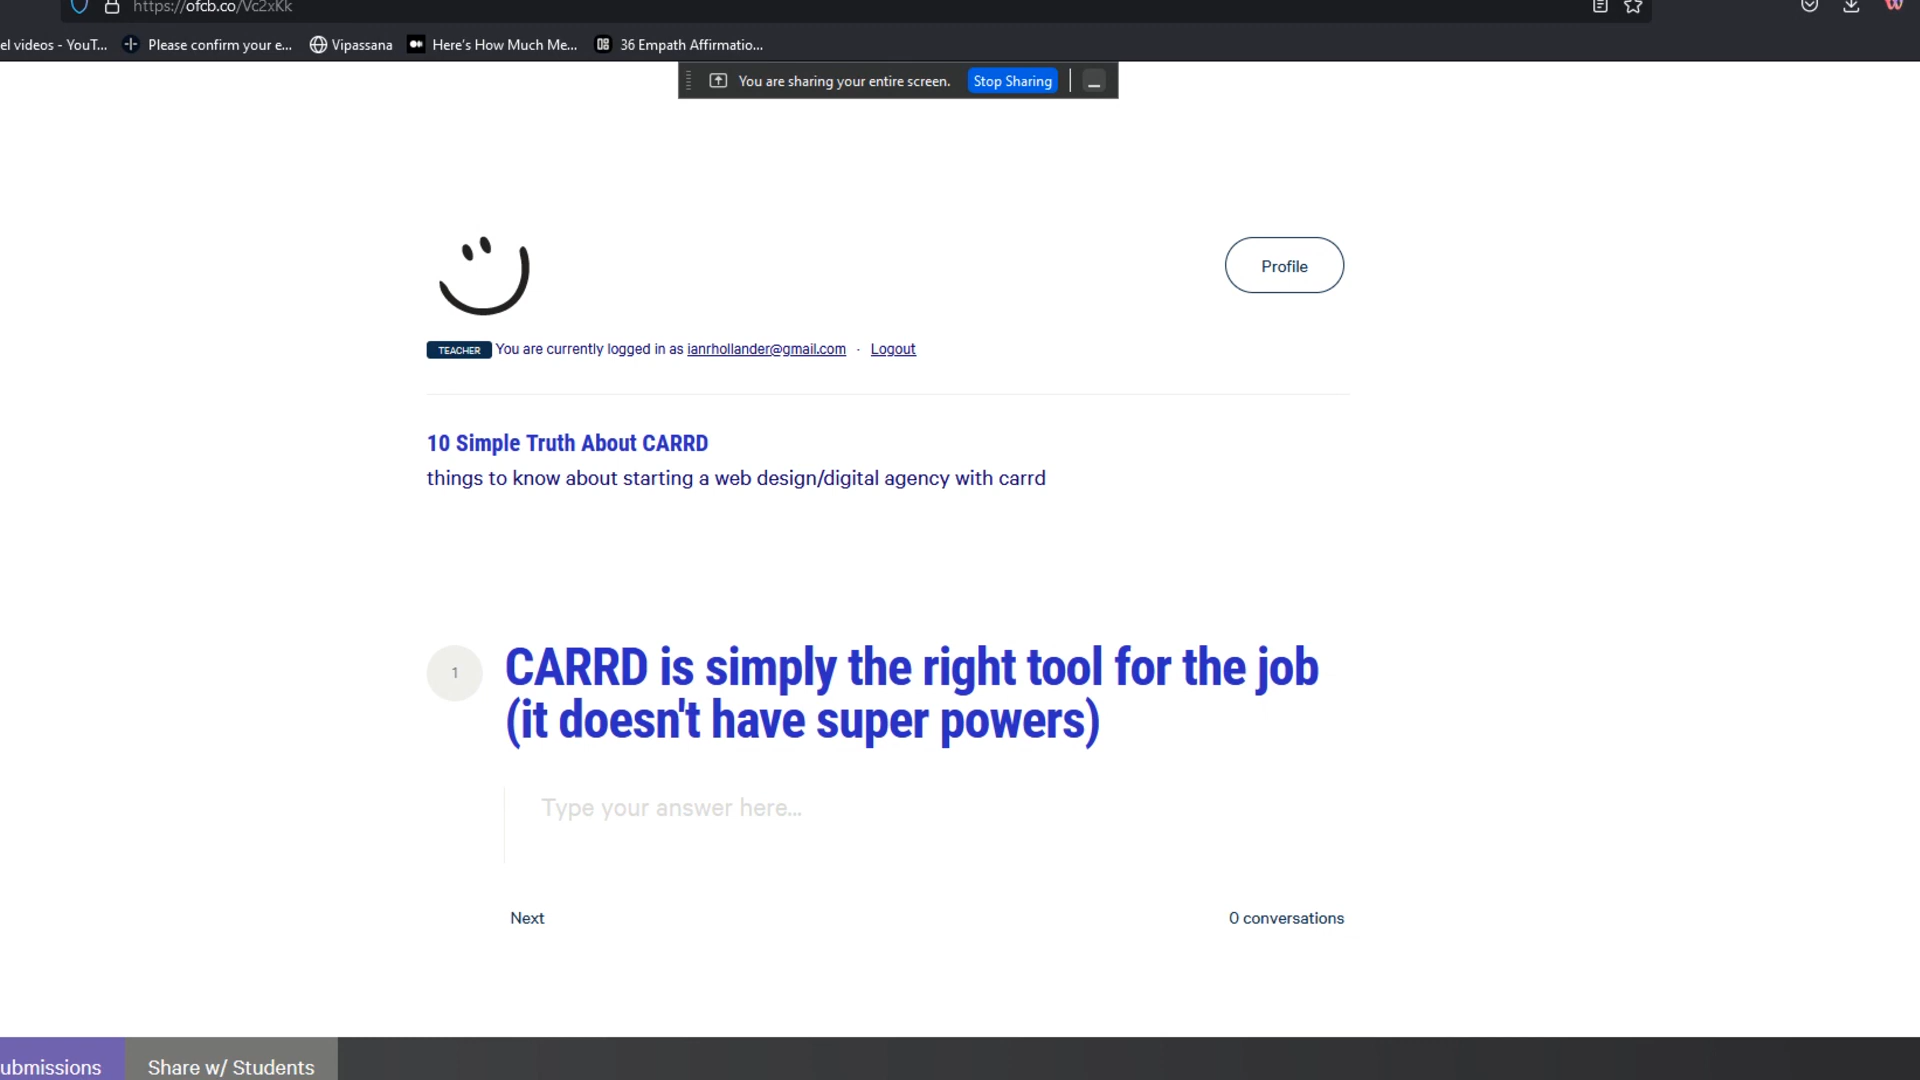 https://ofcb.co/Vc2xKk
el videos - YouT...
Please confirm your e...
Vipassana
Here's How Much Me...
36 Empath Affirmatio...
You are sharing your entire screen.
Stop Sharing
Profile
TEACHER You are currently logged in as ianrhollander@gmail.com · Logout
10 Simple Truth About CARRD
things to know about starting a web design/digital agency with carrd
1
CARRD is simply the right tool for the job
(it doesn't have super powers)
Type your answer here...
Next
0 conversations
ubmissions
Share w/ Students